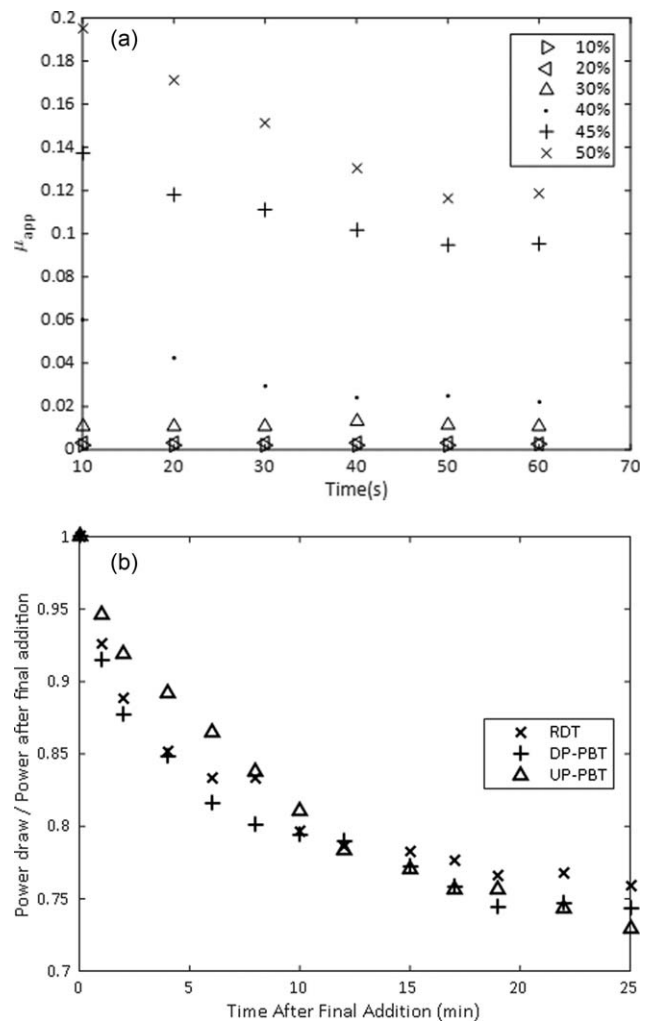 (a)
0.2
0.18
0.16
0.14
0.12
0.1
0.08
0.06
0.04
0.02
0
μapp
10 20 30 40 50 60 70
Time(s)
10%
20%
30%
40%
45%
50%
(b)
1
0.95
0.9
0.85
0.8
0.75
0.7
Power draw / Power after final addition
0 5 10 15 20 25
Time After Final Addition (min)
RDT
DP-PBT
UP-PBT